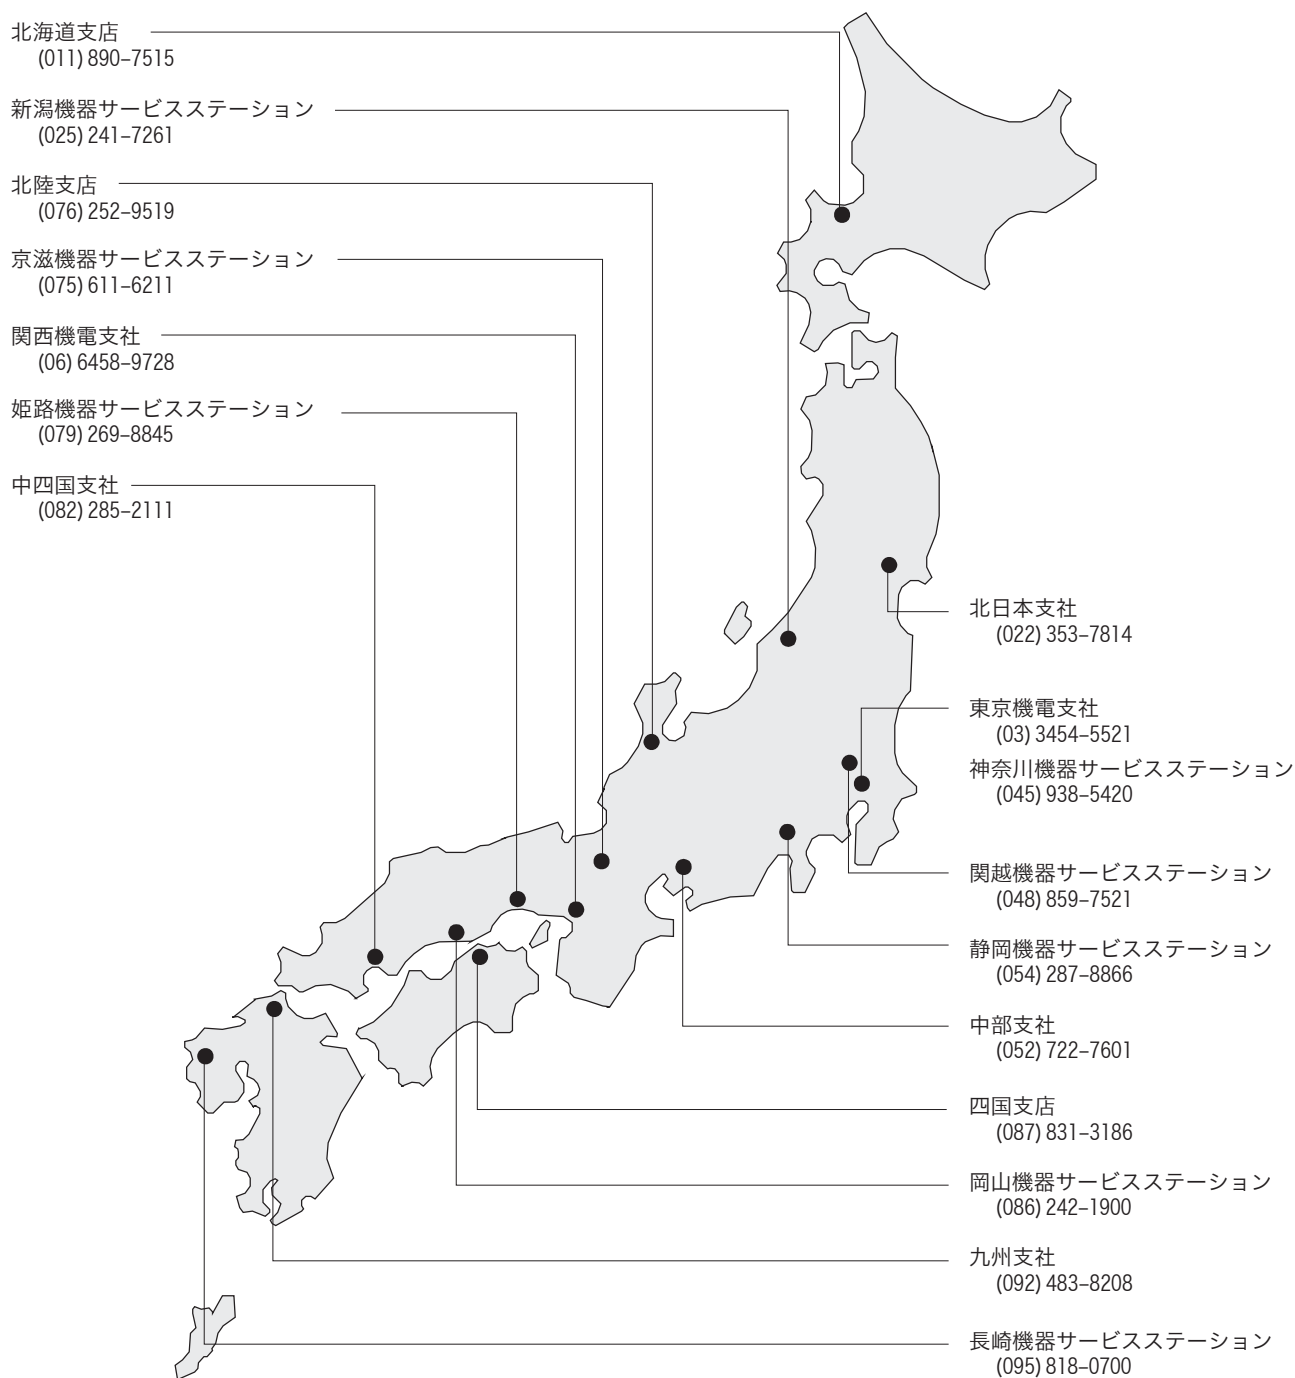 北海道支店
(011) 890–7515
新潟機器サービスステーション
(025) 241–7261
北陸支店
(076) 252–9519
京滋機器サービスステーション
(075) 611–6211
関西機電支社
(06) 6458–9728
姫路機器サービスステーション
(079) 269–8845
中四国支社
(082) 285–2111
北日本支社
(022) 353–7814
東京機電支社
(03) 3454–5521
神奈川機器サービスステーション
(045) 938–5420
関越機器サービスステーション
(048) 859–7521
静岡機器サービスステーション
(054) 287–8866
中部支社
(052) 722–7601
四国支店
(087) 831–3186
岡山機器サービスステーション
(086) 242–1900
九州支社
(092) 483–8208
長崎機器サービスステーション
(095) 818–0700